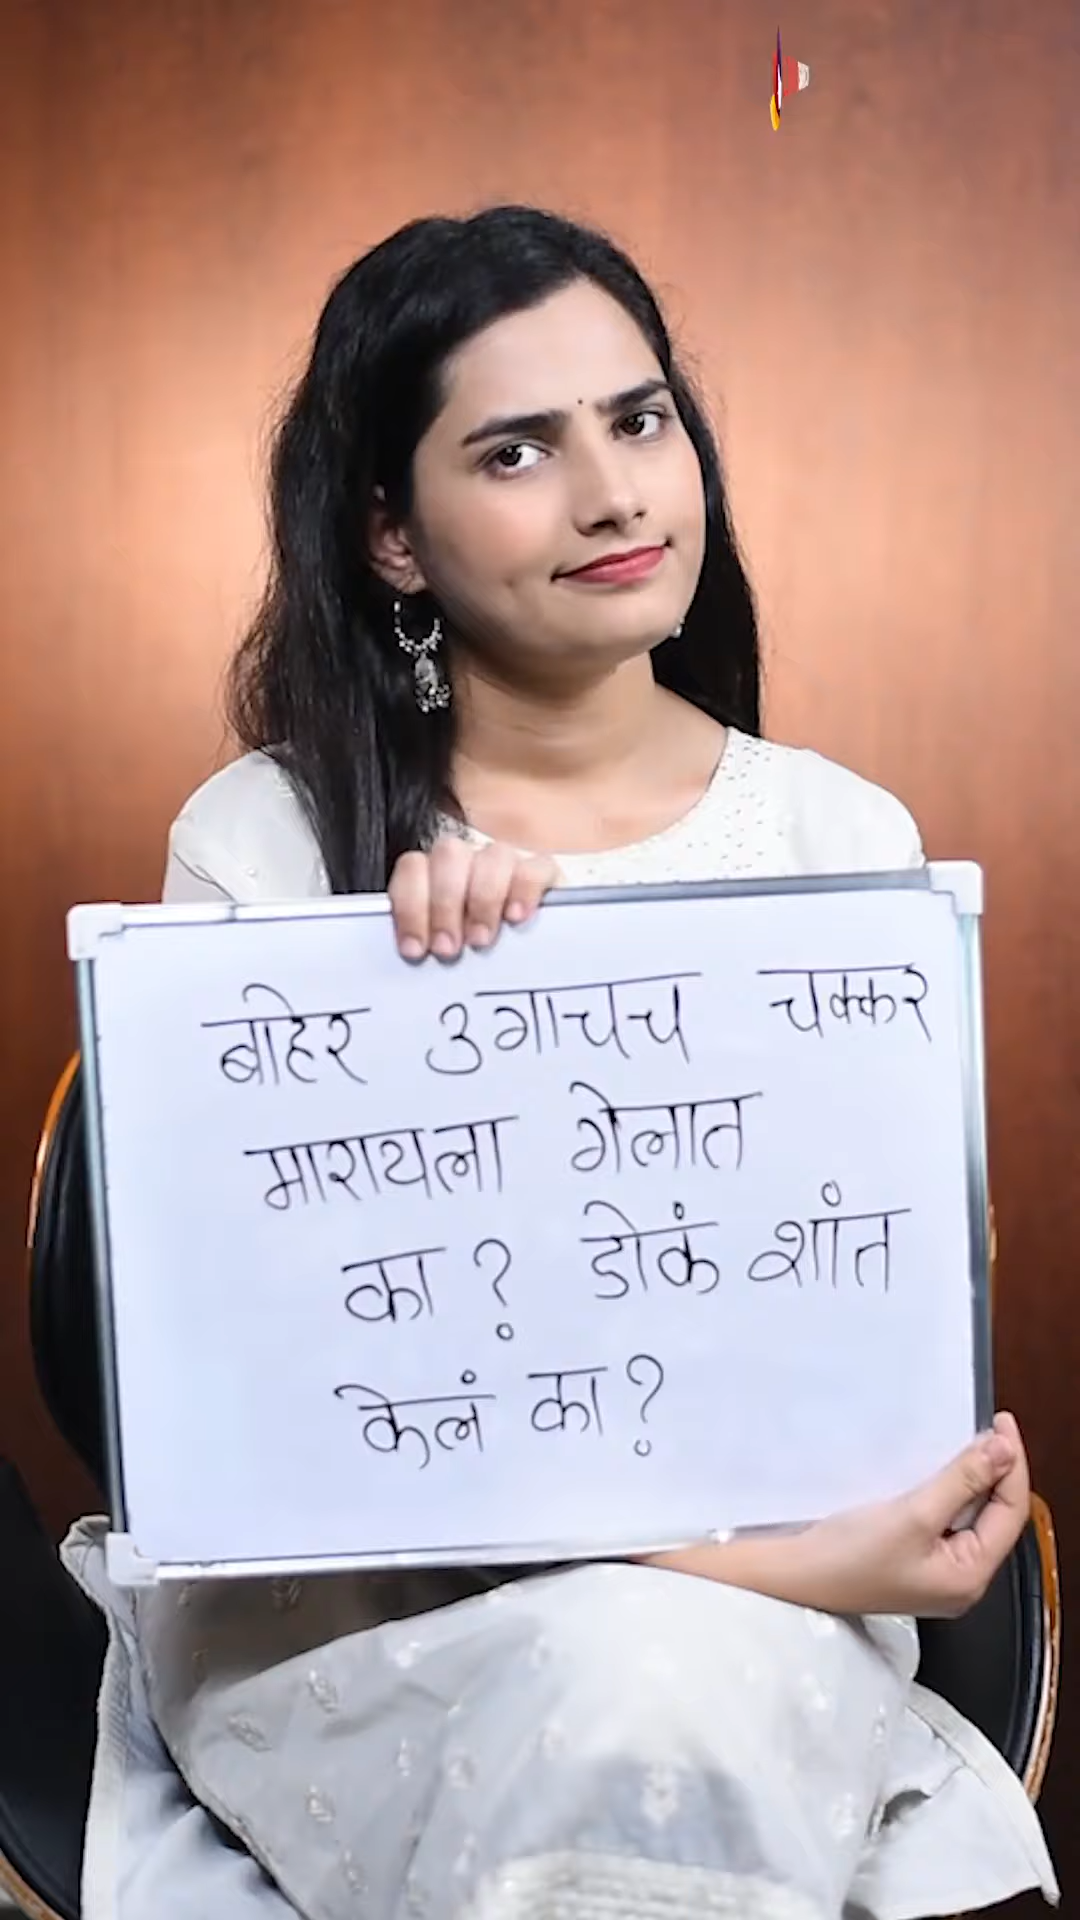 बाहेर उगाचच चक्कर
मारायला गेलात
का? डोकं शांत
केलं का?